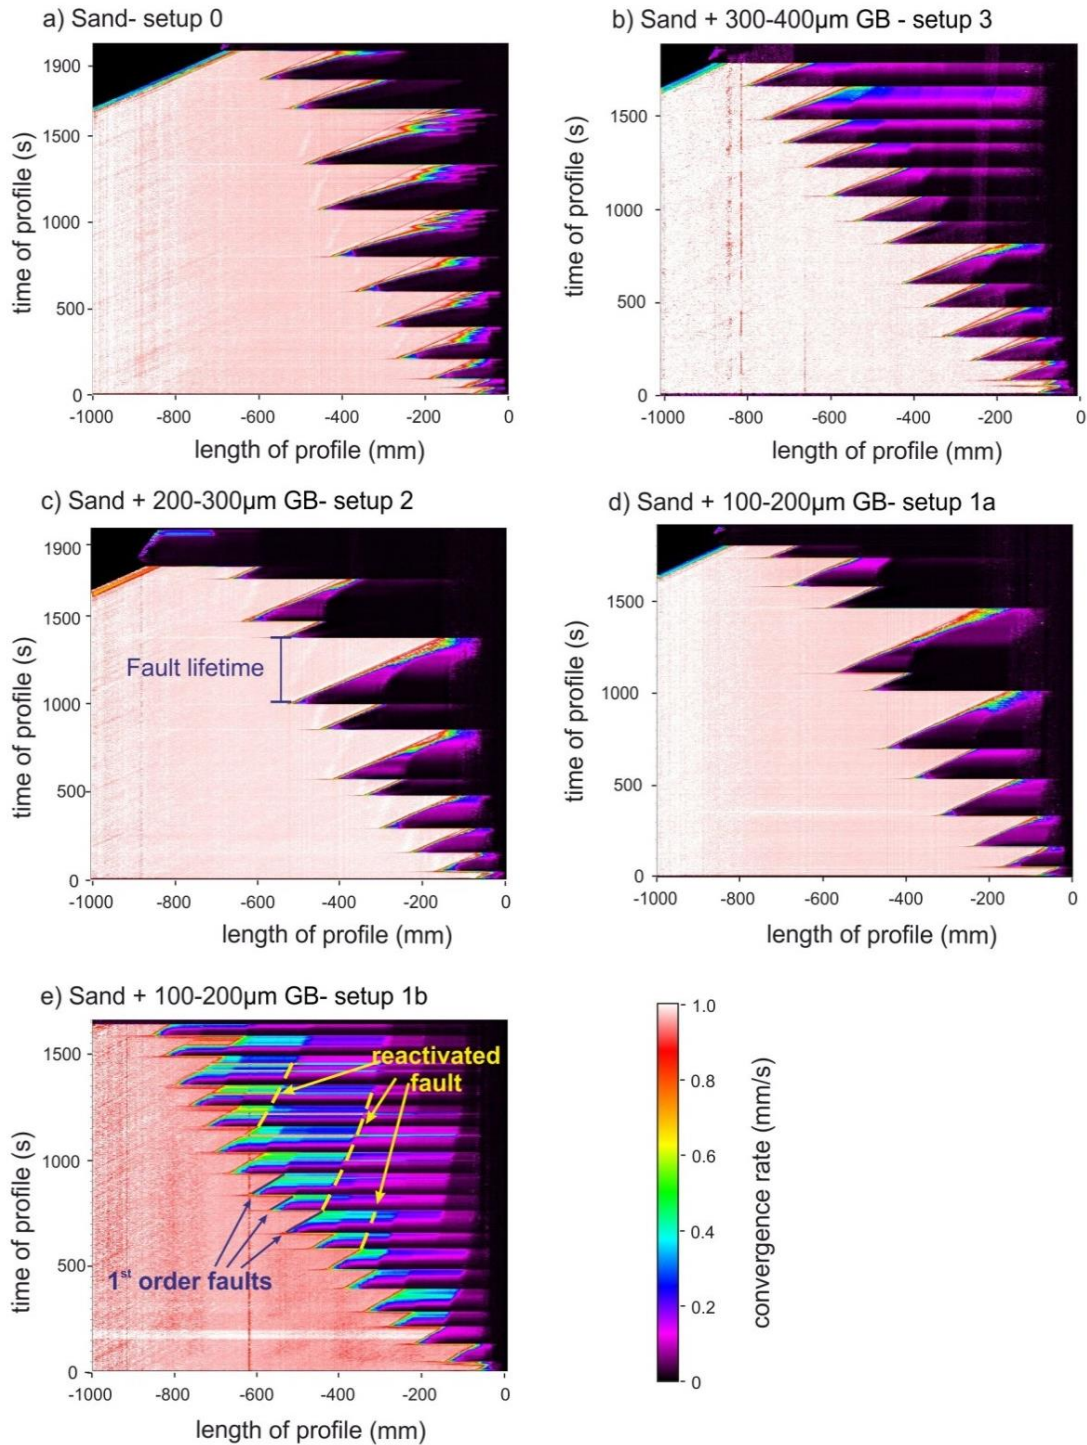 a) Sand- setup 0
b) Sand + 300-400µm GB - setup 3
time of profile (s)
1900
1500
1000
500
0
-1000 -800 -600 -400 -200 0
length of profile (mm)
time of profile (s)
1500
1000
500
0
-1000 -800 -600 -400 -200 0
length of profile (mm)
c) Sand + 200-300µm GB- setup 2
d) Sand + 100-200µm GB- setup 1a
time of profile (s)
1900
1500
1000
500
0
Fault lifetime
-1000 -800 -600 -400 -200 0
length of profile (mm)
time of profile (s)
1500
1000
500
0
-1000 -800 -600 -400 -200 0
length of profile (mm)
e) Sand + 100-200µm GB- setup 1b
time of profile (s)
1500
1000
500
0
reactivated
fault
1st order faults
-1000 -800 -600 -400 -200 0
length of profile (mm)
1.0
0.8
0.6
0.4
0.2
0
convergence rate (mm/s)